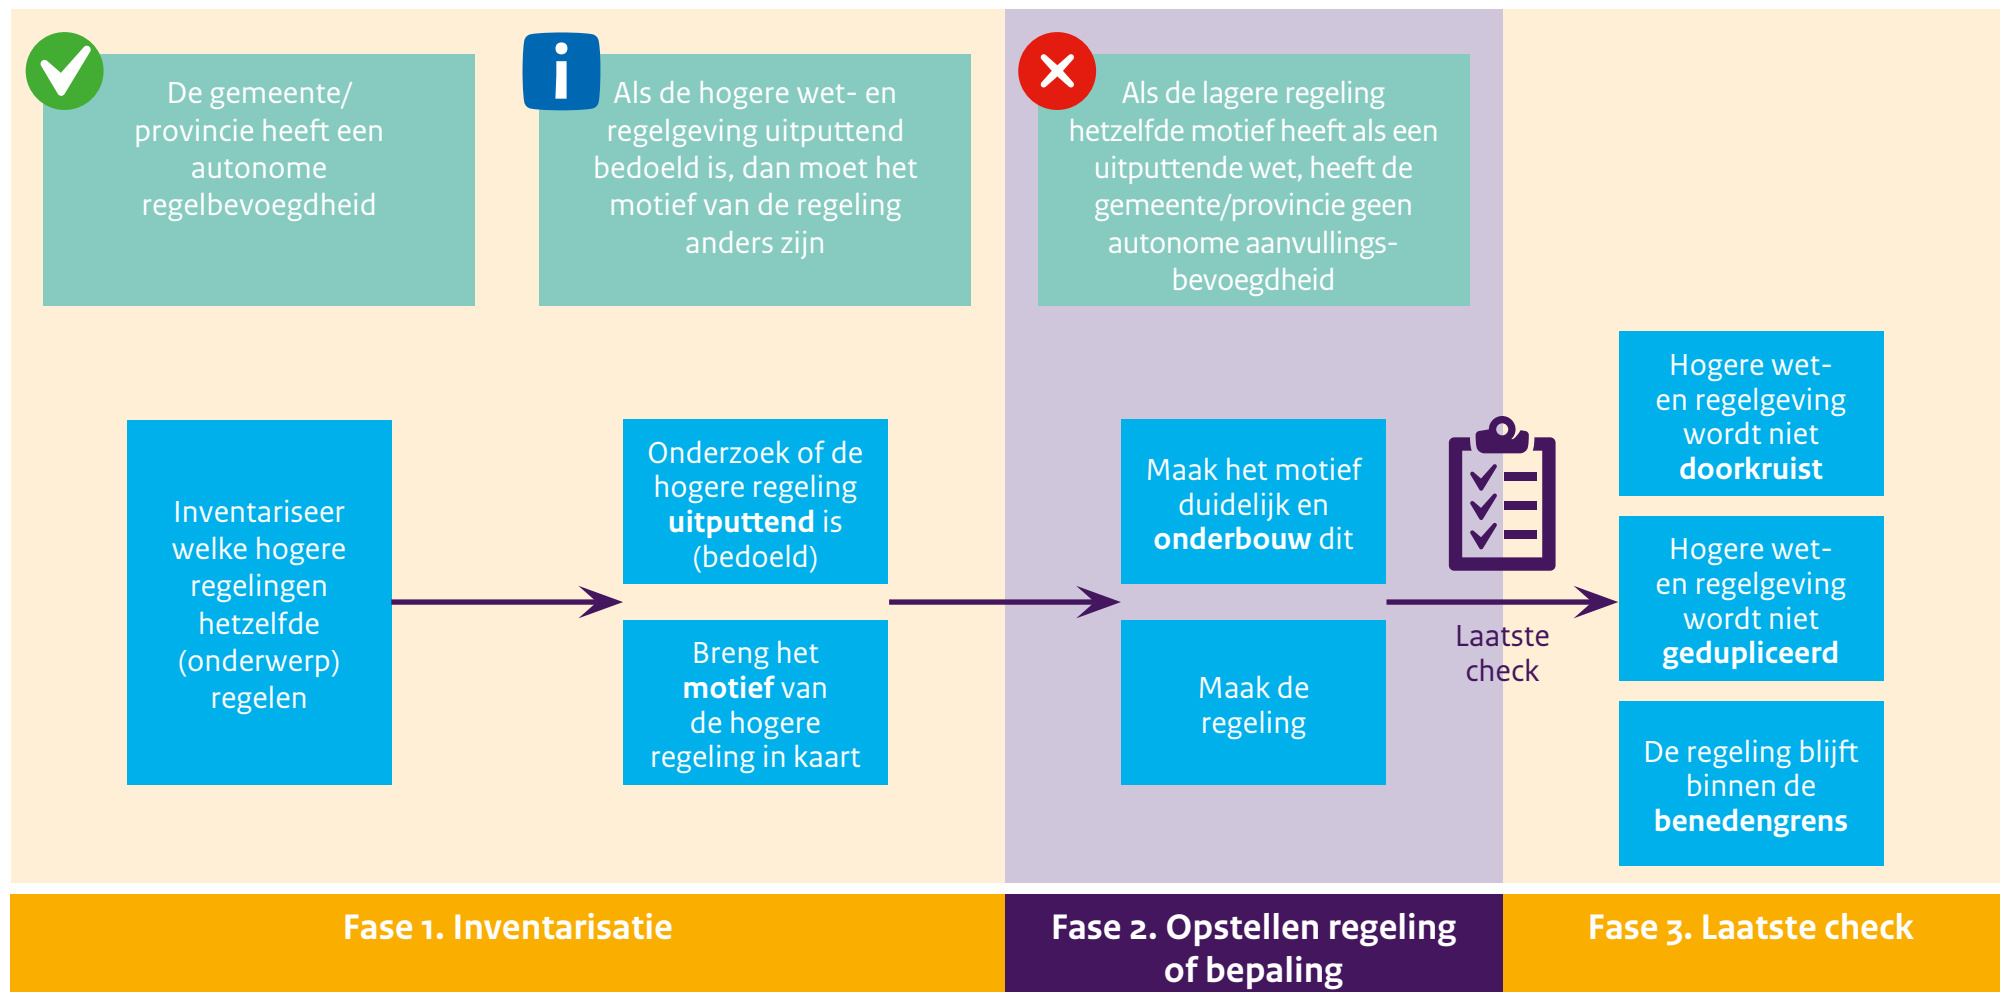 De gemeente/
provincie heeft een
autonome
regelbevoegdheid
i
Als de hogere wet- en
regelgeving uitputtend
bedoeld is, dan moet het
motief van de regeling
anders zijn
Als de lagere regeling
hetzelfde motief heeft als een
uitputtende wet, heeft de
gemeente/provincie geen
autonome aanvullings-
bevoegdheid
Inventariseer
welke hogere
regelingen
hetzelfde
(onderwerp)
regelen
Onderzoek of de
hogere regeling
uitputtend is
(bedoeld)
Breng het
motief van
de hogere
regeling in kaart
Maak het motief
duidelijk en
onderbouw dit
Maak de
regeling
Laatste
check
Hogere wet-
en regelgeving
wordt niet
doorkruist
Hogere wet-
en regelgeving
wordt niet
gedupliceerd
De regeling blijft
binnen de
benedengrens
Fase 1. Inventarisatie
Fase 2. Opstellen regeling
of bepaling
Fase 3. Laatste check